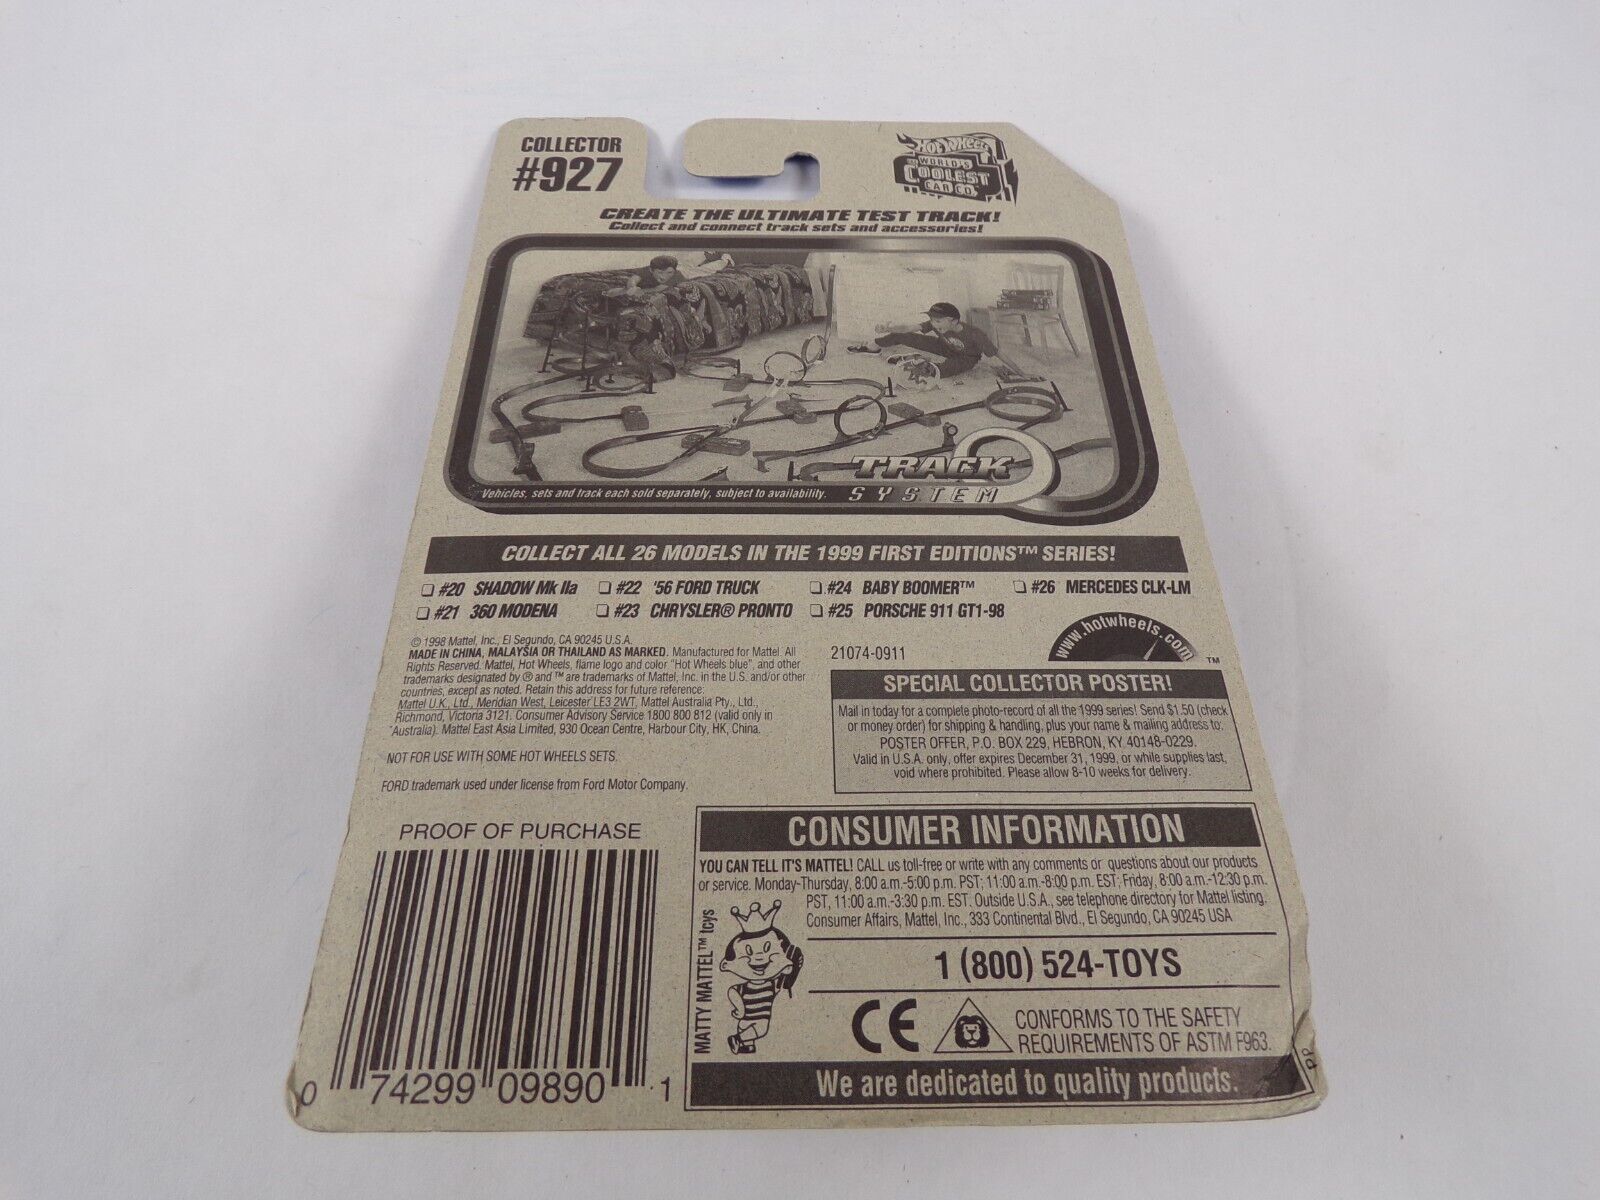 COLLECTOR
#927
Hot Wheels
WORLD'S
COOLEST
CAR CO.
CREATE THE ULTIMATE TEST TRACK!
Collect and connect track sets and accessories!
TRACK
SYSTEM
Vehicles, sets and track each sold separately, subject to availability.
COLLECT ALL 26 MODELS IN THE 1999 FIRST EDITIONS™ SERIES!
#20 SHADOW Mk IIa #22 '56 FORD TRUCK #24 BABY BOOMER™ #26 MERCEDES CLK-LM
#21 360 MODENA #23 CHRYSLER® PRONTO #25 PORSCHE 911 GT1-98
© 1998 Mattel, Inc., El Segundo, CA 90245 U.S.A.
MADE IN CHINA, MALAYSIA OR THAILAND AS MARKED. Manufactured for Mattel. All
Rights Reserved. Mattel, Hot Wheels, flame logo and color "Hot Wheels blue", and other
trademarks designated by ® and ™ are trademarks of Mattel, Inc. in the U.S. and/or other
countries, except as noted. Retain this address for future reference:
Mattel U.K., Ltd., Meridian West, Leicester LE3 2WT. Mattel Australia Pty., Ltd.,
Richmond, Victoria 3121. Consumer Advisory Service 1800 800 812 (valid only in
Australia). Mattel East Asia Limited, 930 Ocean Centre, Harbour City, HK, China.
NOT FOR USE WITH SOME HOT WHEELS SETS.
FORD trademark used under license from Ford Motor Company.
21074-0911
www.hotwheels.com
™
SPECIAL COLLECTOR POSTER!
Mail in today for a complete photo-record of all the 1999 series! Send $1.50 (check
or money order) for shipping & handling, plus your name & mailing address to:
POSTER OFFER, P.O. BOX 229, HEBRON, KY 40148-0229.
Valid in U.S.A. only, offer expires December 31, 1999, or while supplies last,
void where prohibited. Please allow 8-10 weeks for delivery.
PROOF OF PURCHASE
0 74299 09890 1
CONSUMER INFORMATION
YOU CAN TELL IT'S MATTEL! CALL us toll-free or write with any comments or questions about our products
or service. Monday-Thursday, 8:00 a.m.-5:00 p.m. PST; 11:00 am-8:00 p.m. EST; Friday, 8:00 a.m.-12:30 p.m.
PST, 11:00 a.m.-3:30 p.m. EST. Outside U.S.A., see telephone directory for Mattel listing.
Consumer Affairs, Mattel, Inc., 333 Continental Blvd., El Segundo, CA 90245 USA
MATTY MATTEL™ toys
1 (800) 524-TOYS
CE
CONFORMS TO THE SAFETY
REQUIREMENTS OF ASTM F963.
We are dedicated to quality products.
PDP